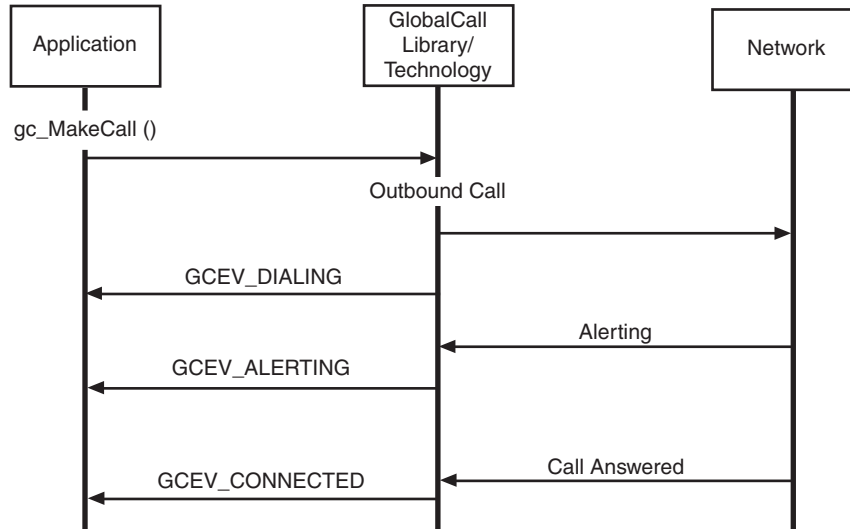 Application
GlobalCall
Library/
Technology
Network
gc_MakeCall ()
Outbound Call
GCEV_DIALING
Alerting
GCEV_ALERTING
Call Answered
GCEV_CONNECTED